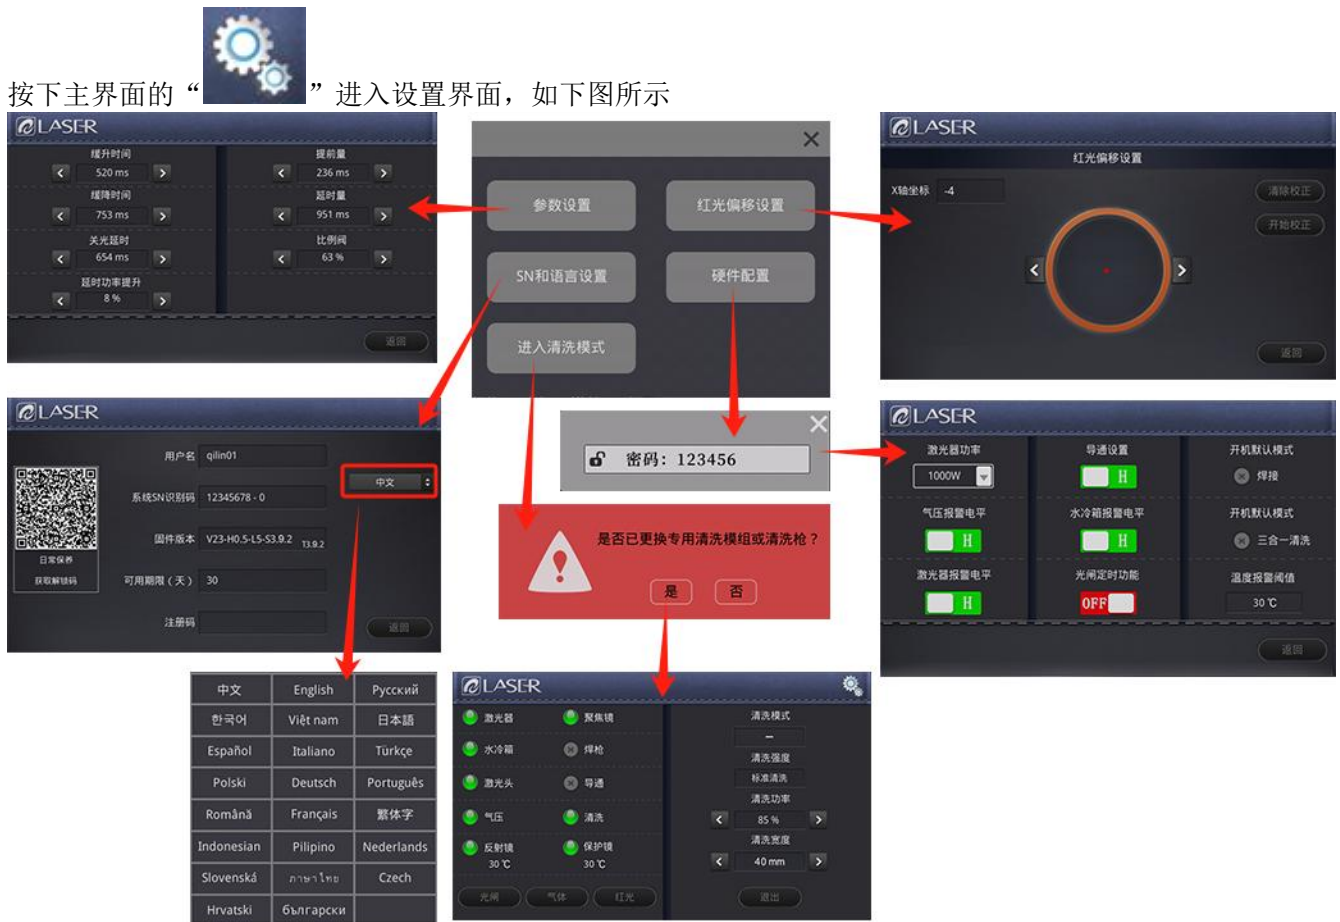 按下主界面的“ ”进入设置界面，如下图所示
LASER
缓升时间
520 ms
缓降时间
753 ms
关光延时
654 ms
延时功率提升
8 %
提前量
236 ms
延时量
951 ms
比例阀
63 %
返回
参数设置
红光偏移设置
SN和语言设置
硬件配置
进入清洗模式
LASER
红光偏移设置
X轴坐标 -4
清除校正
开始校正
返回
LASER
用户名 qilin01
系统SN识别码 12345678 - 0
固件版本 V23-H0.5-L5-S3.9.2 T3.9.2
可用期限（天） 30
注册码
日常保养
获取解锁码
中文
返回
密码：123456
是否已更换专用清洗模组或清洗枪？
是 否
LASER
激光器功率
1000W
气压报警电平
H
激光器报警电平
H
导通设置
H
水冷箱报警电平
H
光闸定时功能
OFF
开机默认模式
焊接
开机默认模式
三合一清洗
温度报警阈值
30 ℃
返回
中文 English Русский
한국어 Việt nam 日本語
Español Italiano Türkçe
Polski Deutsch Português
Română Français 繁体字
Indonesian Pilipino Nederlands
Slovenská ภาษาไทย Czech
Hrvatski български
LASER
激光器 聚焦镜
水冷箱 焊枪
激光头 导通
气压 清洗
反射镜 保护镜
30 ℃ 30 ℃
光闸 气体 红光
清洗模式
–
清洗强度
标准清洗
清洗功率
85 %
清洗宽度
40 mm
退出